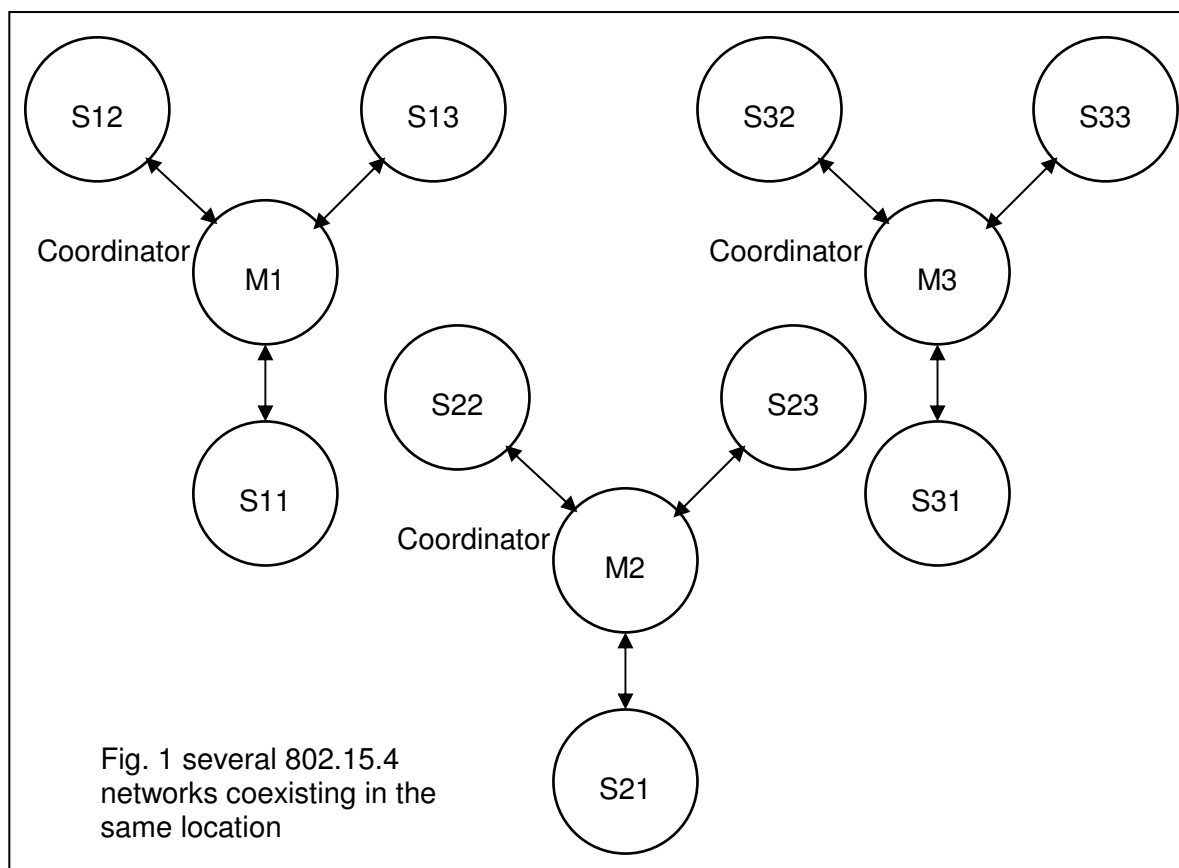 S12
S13
S32
S33
Coordinator
M1
Coordinator
M3
S22
S23
S11
S31
Coordinator
M2
S21
Fig. 1 several 802.15.4
networks coexisting in the
same location